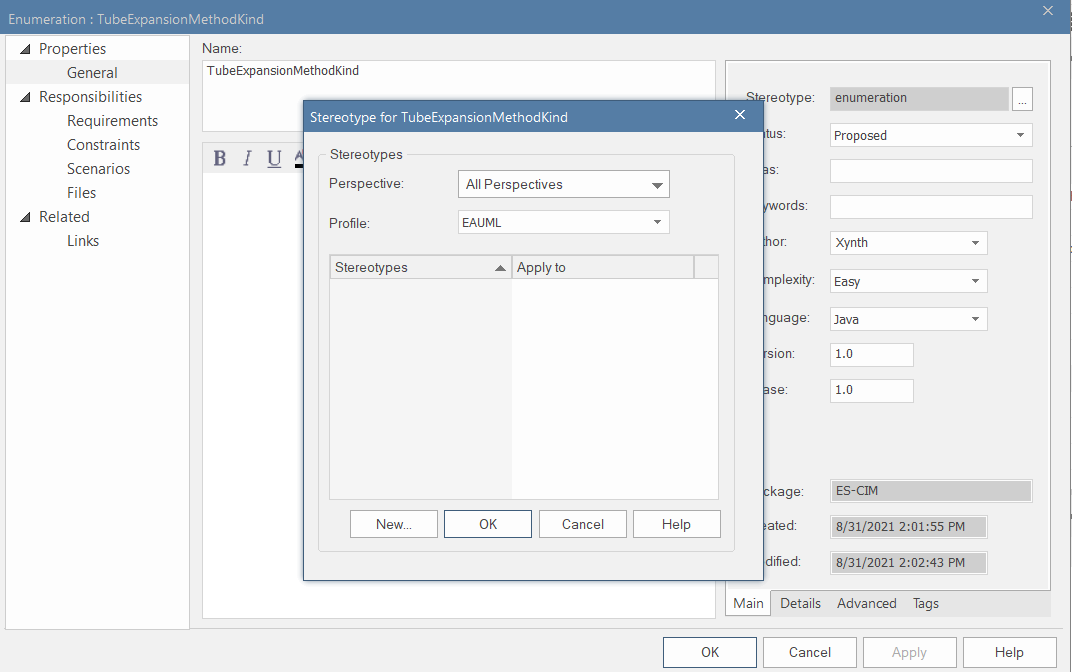 Enumeration : TubeExpansionMethodKind
Properties
General
Responsibilities
Requirements
Constraints
Scenarios
Files
Related
Links
Name:
TubeExpansionMethodKind
B I U A
Stereotype: enumeration ...
tus: Proposed
as:
ywords:
thor: Xynth
mplexity: Easy
nguage: Java
rsion: 1.0
ase: 1.0
ckage: ES-CIM
eated: 8/31/2021 2:01:55 PM
dified: 8/31/2021 2:02:43 PM
Main Details Advanced Tags
Stereotype for TubeExpansionMethodKind
Stereotypes
Perspective: All Perspectives
Profile: EAUML
Stereotypes Apply to
New... OK Cancel Help
OK Cancel Apply Help